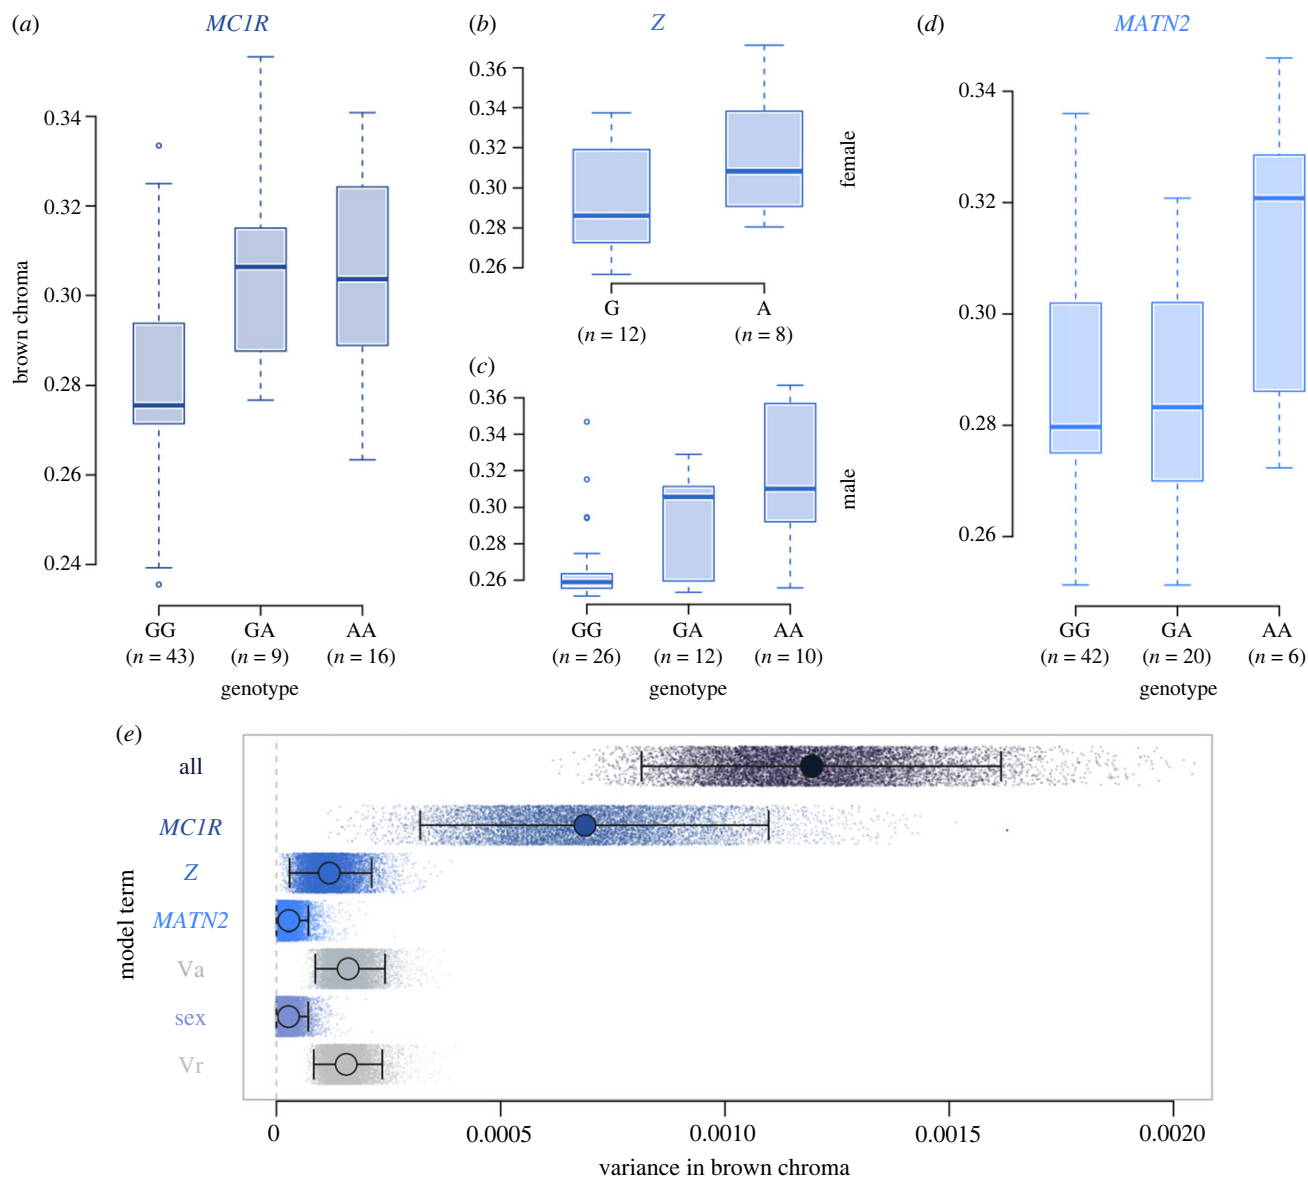 (a) MC1R
0.34
0.32
0.30
0.28
0.26
0.24
brown chroma
GG GA AA
(n = 43) (n = 9) (n = 16)
genotype
(b) Z
0.36
0.34
0.32
0.30
0.28
0.26
female
G A
(n = 12) (n = 8)
(c)
0.36
0.34
0.32
0.30
0.28
0.26
male
GG GA AA
(n = 26) (n = 12) (n = 10)
genotype
(d) MATN2
0.34
0.32
0.30
0.28
0.26
GG GA AA
(n = 42) (n = 20) (n = 6)
genotype
(e)
model term
all
MC1R
Z
MATN2
Va
sex
Vr
0 0.0005 0.0010 0.0015 0.0020
variance in brown chroma